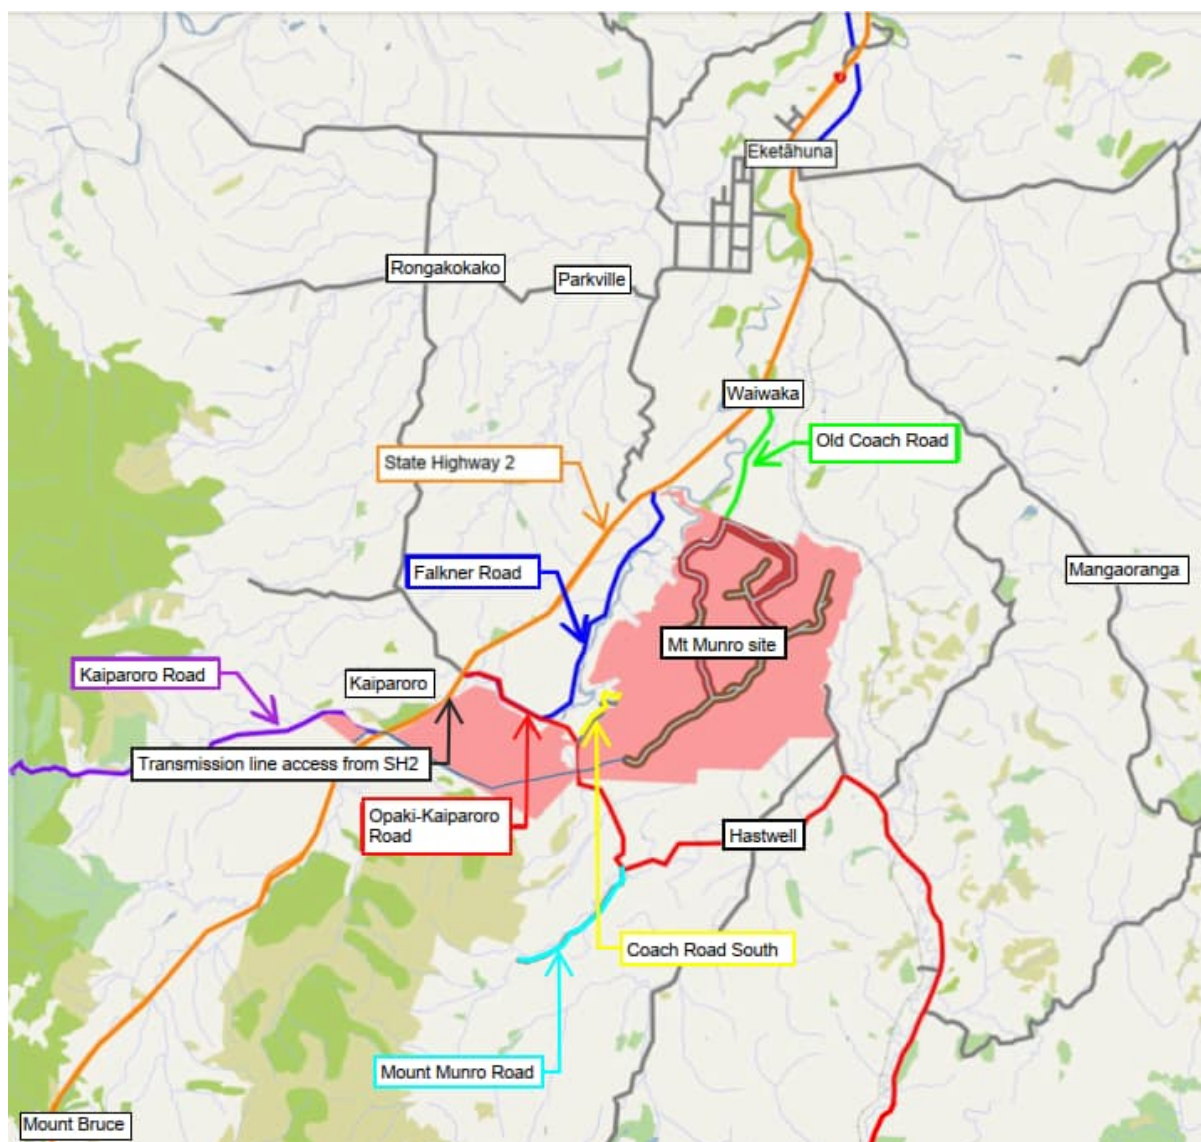 Eketāhuna
Rongakokako
Parkville
Waiwaka
Old Coach Road
State Highway 2
Falkner Road
Mangaoranga
Mt Munro site
Kaiparoro Road
Kaiparoro
Transmission line access from SH2
Opaki-Kaiparoro
Road
Hastwell
Coach Road South
Mount Munro Road
Mount Bruce